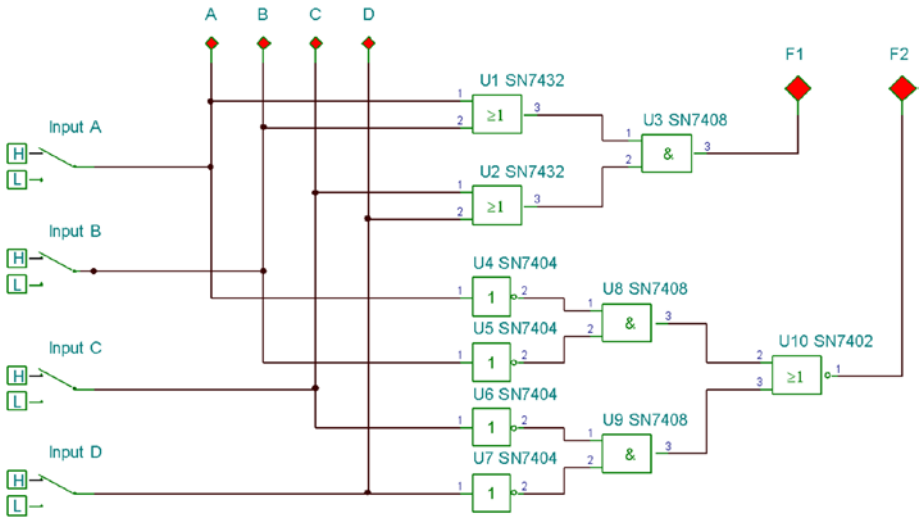 A B C D
F1 F2
U1 SN7432
1
2
≥1
3
U3 SN7408
1
2
&
3
Input A
H
L
U2 SN7432
1
2
≥1
3
Input B
H
L
U4 SN7404
1
1
2
U8 SN7408
1
2
&
3
U5 SN7404
1
1
2
U10 SN7402
2
3
≥1
1
Input C
H
L
U6 SN7404
1
1
2
U9 SN7408
1
2
&
3
Input D
H
L
U7 SN7404
1
1
2